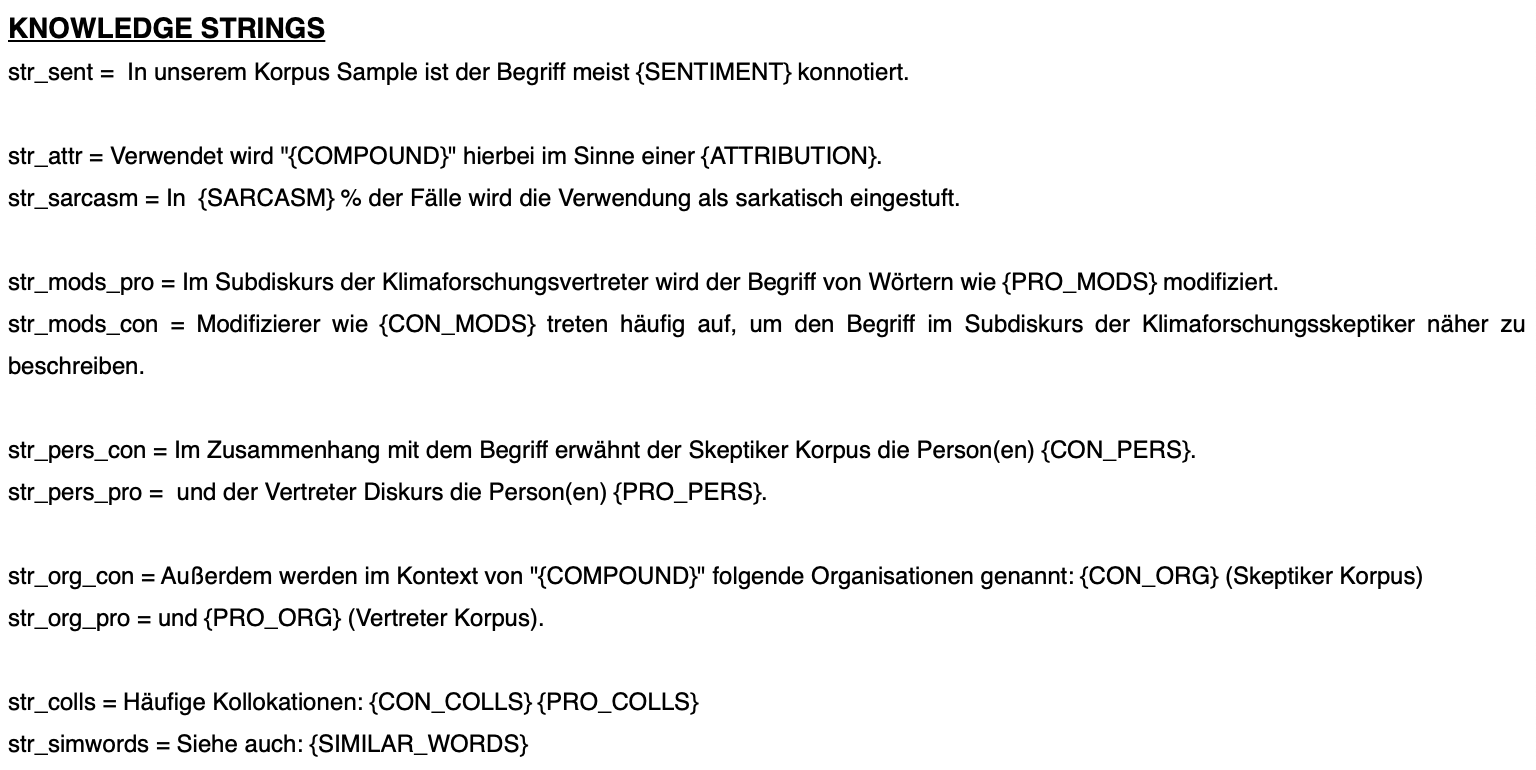 KNOWLEDGE STRINGS
str_sent =  In unserem Korpus Sample ist der Begriff meist {SENTIMENT} konnotiert.
str_attr = Verwendet wird "{COMPOUND}" hierbei im Sinne einer {ATTRIBUTION}.
str_sarcasm = In  {SARCASM} % der Fälle wird die Verwendung als sarkatisch eingestuft.
str_mods_pro = Im Subdiskurs der Klimaforschungsvertreter wird der Begriff von Wörtern wie {PRO_MODS} modifiziert.
str_mods_con = Modifizierer wie {CON_MODS} treten häufig auf, um den Begriff im Subdiskurs der Klimaforschungsskeptiker näher zu
beschreiben.
str_pers_con = Im Zusammenhang mit dem Begriff erwähnt der Skeptiker Korpus die Person(en) {CON_PERS}.
str_pers_pro =  und der Vertreter Diskurs die Person(en) {PRO_PERS}.
str_org_con = Außerdem werden im Kontext von "{COMPOUND}" folgende Organisationen genannt: {CON_ORG} (Skeptiker Korpus)
str_org_pro = und {PRO_ORG} (Vertreter Korpus).
str_colls = Häufige Kollokationen: {CON_COLLS} {PRO_COLLS}
str_simwords = Siehe auch: {SIMILAR_WORDS}